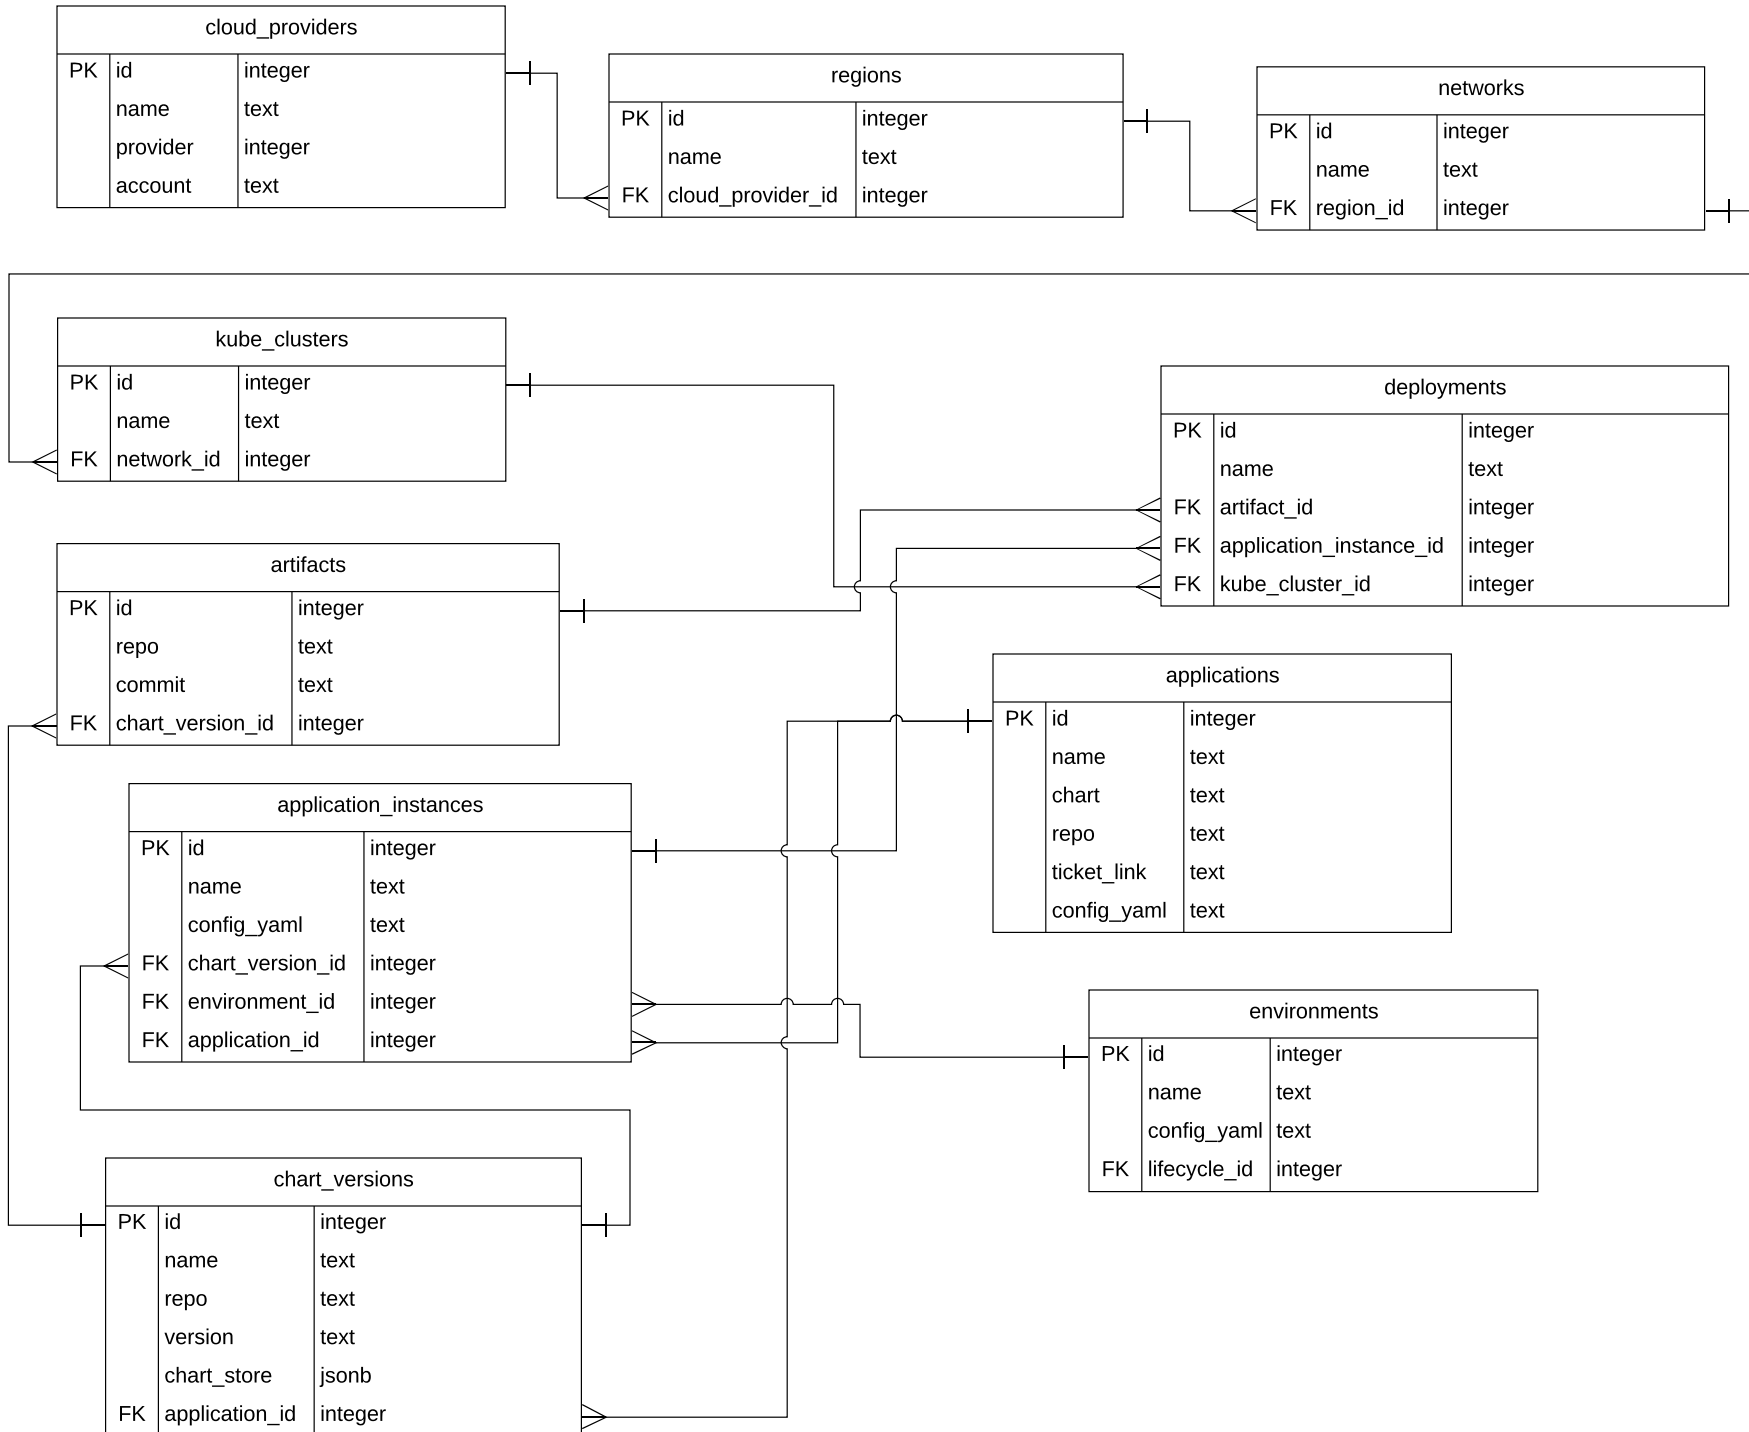 cloud_providers
PK id integer
name text
provider integer
account text
regions
PK id integer
name text
FK cloud_provider_id integer
networks
PK id integer
name text
FK region_id integer
kube_clusters
PK id integer
name text
FK network_id integer
deployments
PK id integer
name text
FK artifact_id integer
FK application_instance_id integer
FK kube_cluster_id integer
artifacts
PK id integer
repo text
commit text
FK chart_version_id integer
applications
PK id integer
name text
chart text
repo text
ticket_link text
config_yaml text
application_instances
PK id integer
name text
config_yaml text
FK chart_version_id integer
FK environment_id integer
FK application_id integer
environments
PK id integer
name text
config_yaml text
FK lifecycle_id integer
chart_versions
PK id integer
name text
repo text
version text
chart_store jsonb
FK application_id integer